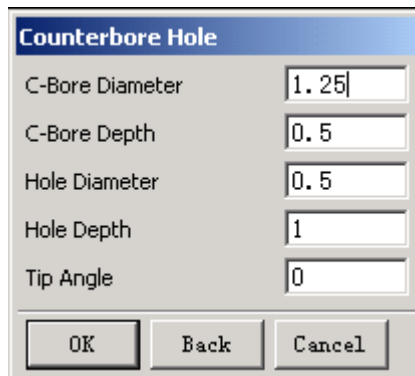 Counterbore Hole
C-Bore Diameter 1.25
C-Bore Depth 0.5
Hole Diameter 0.5
Hole Depth 1
Tip Angle 0
OK Back Cancel